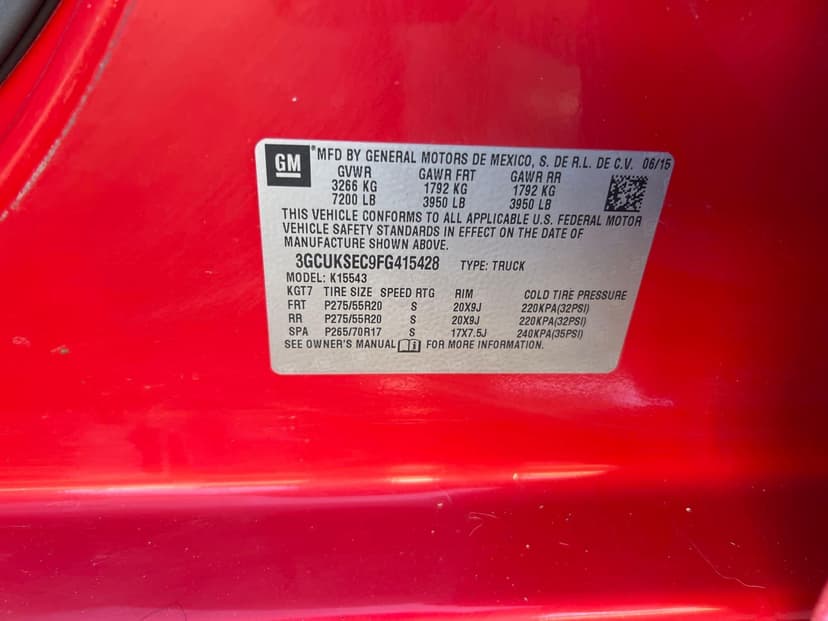 GM ® MFD BY GENERAL MOTORS DE MEXICO, S. DE R.L. DE C.V. 06/15
GVWR GAWR FRT GAWR RR
3266 KG 1792 KG 1792 KG
7200 LB 3950 LB 3950 LB
THIS VEHICLE CONFORMS TO ALL APPLICABLE U.S. FEDERAL MOTOR
VEHICLE SAFETY STANDARDS IN EFFECT ON THE DATE OF
MANUFACTURE SHOWN ABOVE.
3GCUKSEC9FG415428 TYPE: TRUCK
MODEL: K15543
KGT7 TIRE SIZE SPEED RTG RIM COLD TIRE PRESSURE
FRT P275/55R20 S 20X9J 220KPA(32PSI)
RR P275/55R20 S 20X9J 220KPA(32PSI)
SPA P265/70R17 S 17X7.5J 240KPA(35PSI)
SEE OWNER'S MANUAL i FOR MORE INFORMATION.